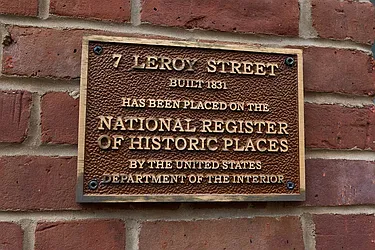 7 LEROY STREET
BUILT 1831
HAS BEEN PLACED ON THE
NATIONAL REGISTER
OF HISTORIC PLACES
BY THE UNITED STATES
DEPARTMENT OF THE INTERIOR